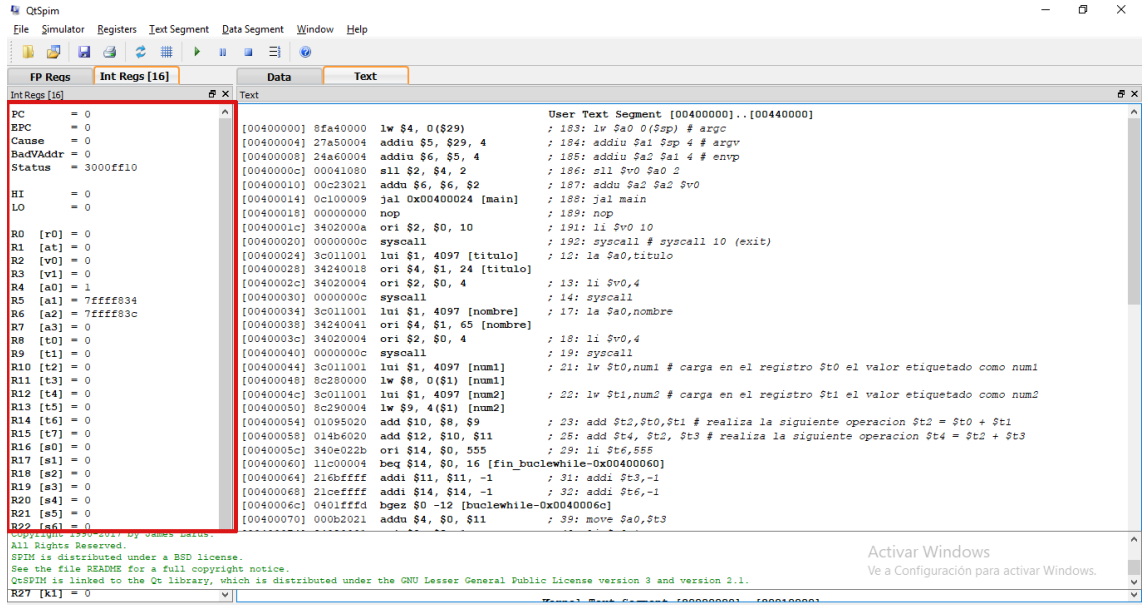 QtSpim
File Simulator Registers Text Segment Data Segment Window Help
FP Regs Int Regs [16] Data Text
Int Regs [16]
PC = 0
EPC = 0
Cause = 0
BadVAddr = 0
Status = 3000ff10
HI = 0
LO = 0
R0 [r0] = 0
R1 [at] = 0
R2 [v0] = 0
R3 [v1] = 0
R4 [a0] = 1
R5 [a1] = 7ffff834
R6 [a2] = 7ffff83c
R7 [a3] = 0
R8 [t0] = 0
R9 [t1] = 0
R10 [t2] = 0
R11 [t3] = 0
R12 [t4] = 0
R13 [t5] = 0
R14 [t6] = 0
R15 [t7] = 0
R16 [s0] = 0
R17 [s1] = 0
R18 [s2] = 0
R19 [s3] = 0
R20 [s4] = 0
R21 [s5] = 0
R22 [s6] = 0
Text
User Text Segment [00400000]..[00440000]
[00400000] 8fa40000 lw $4, 0($29) ; 183: lw $a0 0($sp) # argc
[00400004] 27a50004 addiu $5, $29, 4 ; 184: addiu $a1 $sp 4 # argv
[00400008] 24a60004 addiu $6, $5, 4 ; 185: addiu $a2 $a1 4 # envp
[0040000c] 00041080 sll $2, $4, 2 ; 186: sll $v0 $a0 2
[00400010] 00c23021 addu $6, $6, $2 ; 187: addu $a2 $a2 $v0
[00400014] 0c100009 jal 0x00400024 [main] ; 188: jal main
[00400018] 00000000 nop ; 189: nop
[0040001c] 3402000a ori $2, $0, 10 ; 191: li $v0 10
[00400020] 0000000c syscall ; 192: syscall # syscall 10 (exit)
[00400024] 3c011001 lui $1, 4097 [titulo] ; 12: la $a0,titulo
[00400028] 34240018 ori $4, $1, 24 [titulo]
[0040002c] 34020004 ori $2, $0, 4 ; 13: li $v0,4
[00400030] 0000000c syscall ; 14: syscall
[00400034] 3c011001 lui $1, 4097 [nombre] ; 17: la $a0,nombre
[00400038] 34240041 ori $4, $1, 65 [nombre]
[0040003c] 34020004 ori $2, $0, 4 ; 18: li $v0,4
[00400040] 0000000c syscall ; 19: syscall
[00400044] 3c011001 lui $1, 4097 [num1] ; 21: lw $t0,num1 # carga en el registro $t0 el valor etiquetado como num1
[00400048] 8c280000 lw $8, 0($1) [num1]
[0040004c] 3c011001 lui $1, 4097 [num2] ; 22: lw $t1,num2 # carga en el registro $t1 el valor etiquetado como num2
[00400050] 8c290004 lw $9, 4($1) [num2]
[00400054] 01095020 add $10, $8, $9 ; 23: add $t2,$t0,$t1 # realiza la siguiente operacion $t2 = $t0 + $t1
[00400058] 014b6020 add $12, $10, $11 ; 25: add $t4, $t2, $t3 # realiza la siguiente operacion $t4 = $t2 + $t3
[0040005c] 340e022b ori $14, $0, 555 ; 29: li $t6,555
[00400060] 11c00004 beq $14, $0, 16 [fin_buclewhile-0x00400060]
[00400064] 216bffff addi $11, $11, -1 ; 31: addi $t3,-1
[00400068] 21ceffff addi $14, $14, -1 ; 32: addi $t6,-1
[0040006c] 0401fffd bgez $0 -12 [buclewhile-0x0040006c]
[00400070] 000b2021 addu $4, $0, $11 ; 39: move $a0,$t3
Copyright 1990-2017 by James Larus.
All Rights Reserved.
SPIM is distributed under a BSD license.
See the file README for a full copyright notice.
QtSPIM is linked to the Qt library, which is distributed under the GNU Lesser General Public License version 3 and version 2.1.
Activar Windows
Ve a Configuración para activar Windows.
R27 [k1] = 0